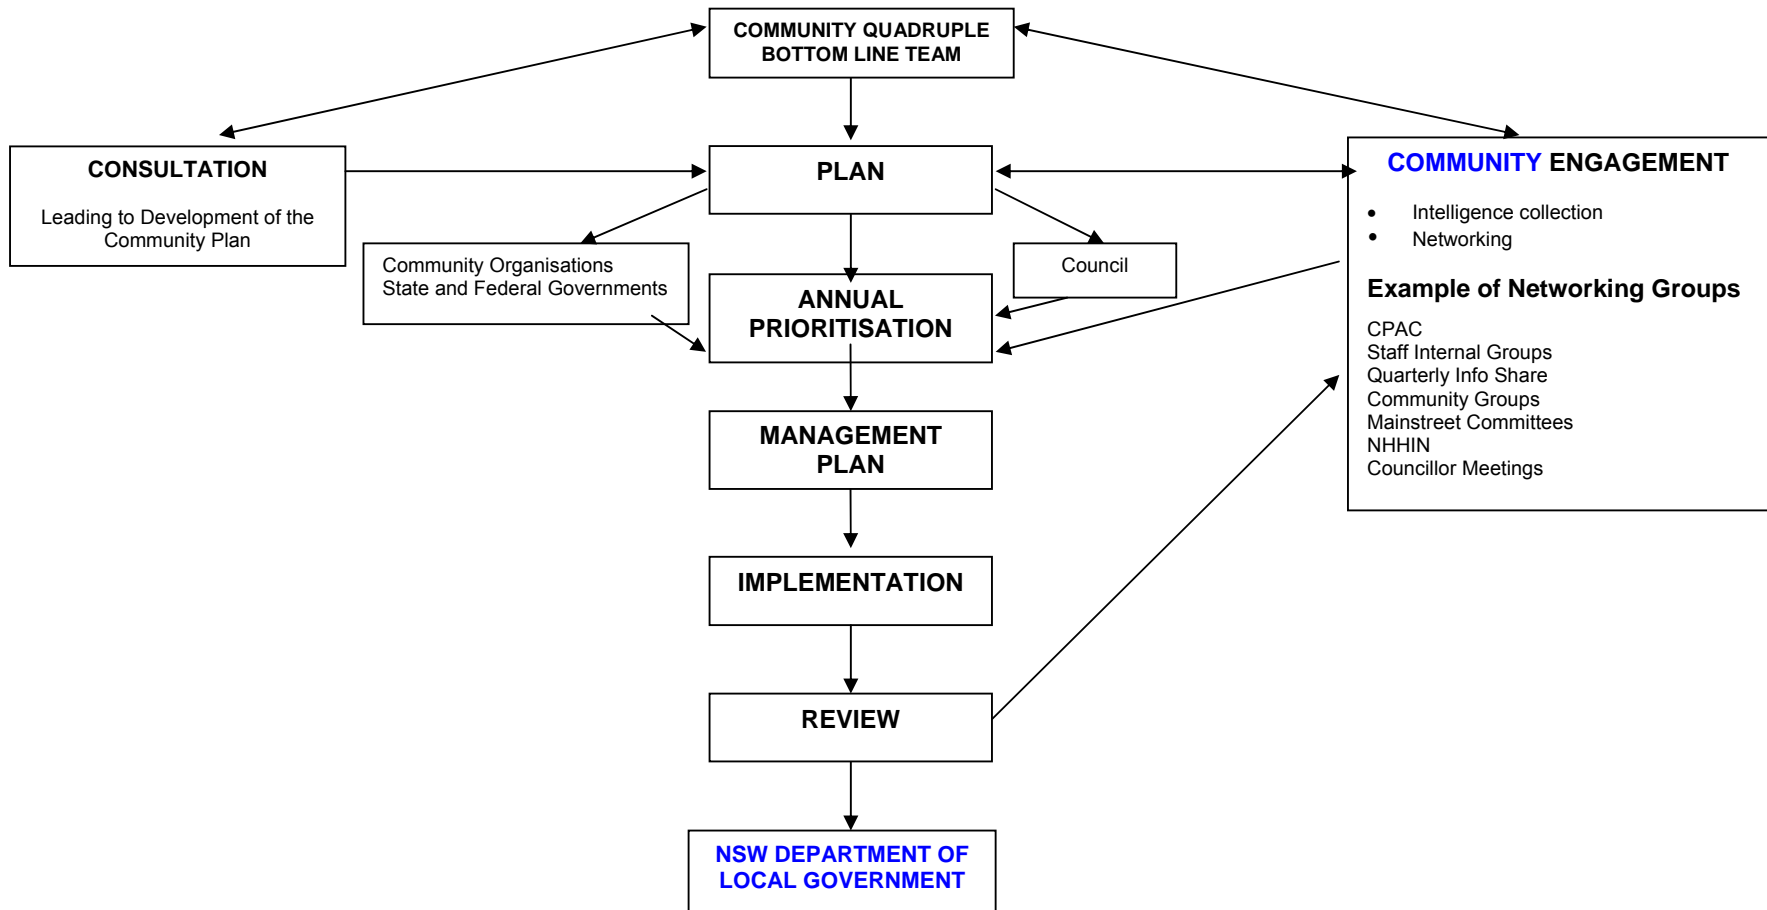 COMMUNITY QUADRUPLE
BOTTOM LINE TEAM
CONSULTATION
Leading to Development of the
Community Plan
PLAN
COMMUNITY ENGAGEMENT
• Intelligence collection
• Networking
Example of Networking Groups
CPAC
Staff Internal Groups
Quarterly Info Share
Community Groups
Mainstreet Committees
NHHIN
Councillor Meetings
Community Organisations
State and Federal Governments
Council
ANNUAL
PRIORITISATION
MANAGEMENT
PLAN
IMPLEMENTATION
REVIEW
NSW DEPARTMENT OF
LOCAL GOVERNMENT